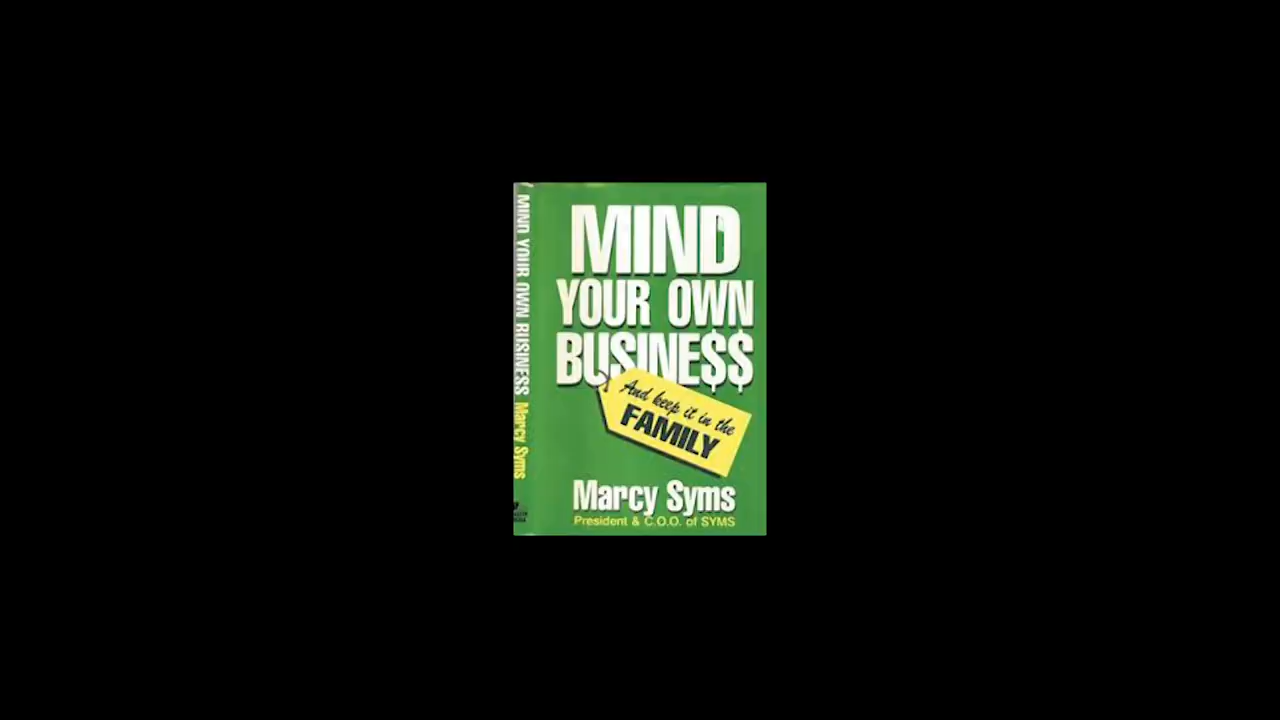 MIND YOUR OWN BUSINESS Marcy Syms
MIND
YOUR OWN
BUSINE$$
And keep it in the
FAMILY
Marcy Syms
President & C.O.O. of SYMS